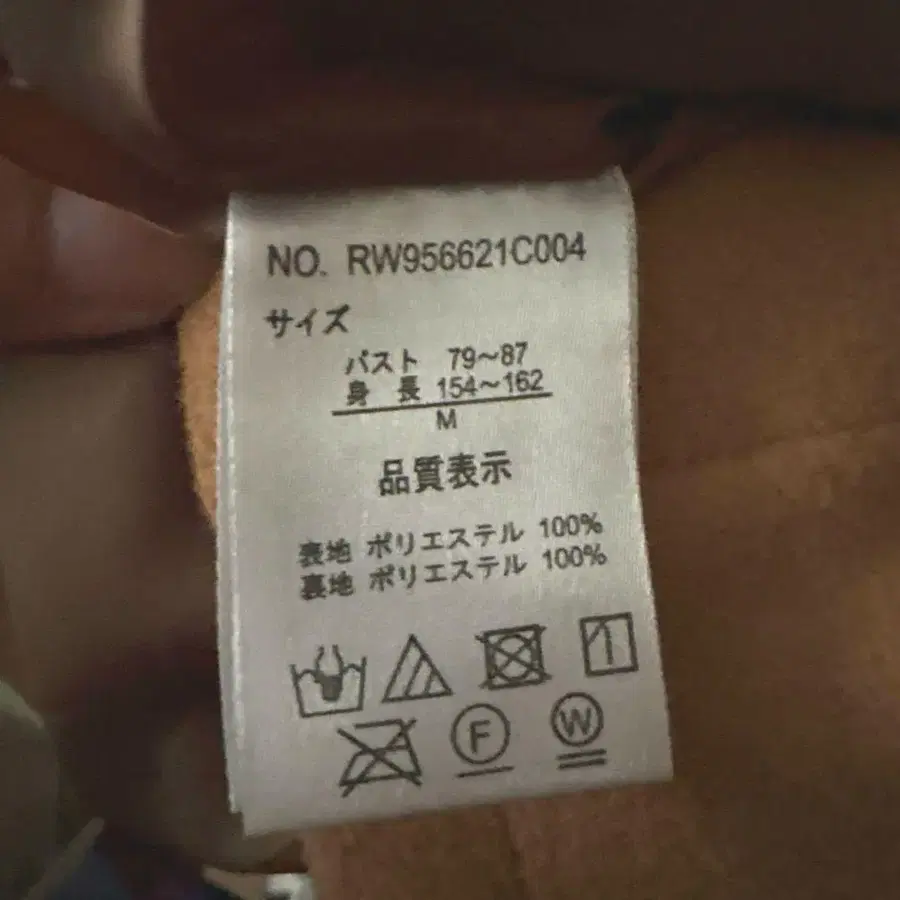 NO. RW956621C004
サイズ
バスト 79～87
身 長 154～162
M
品質表示
表地 ポリエステル 100%
裏地 ポリエステル 100%
F
W